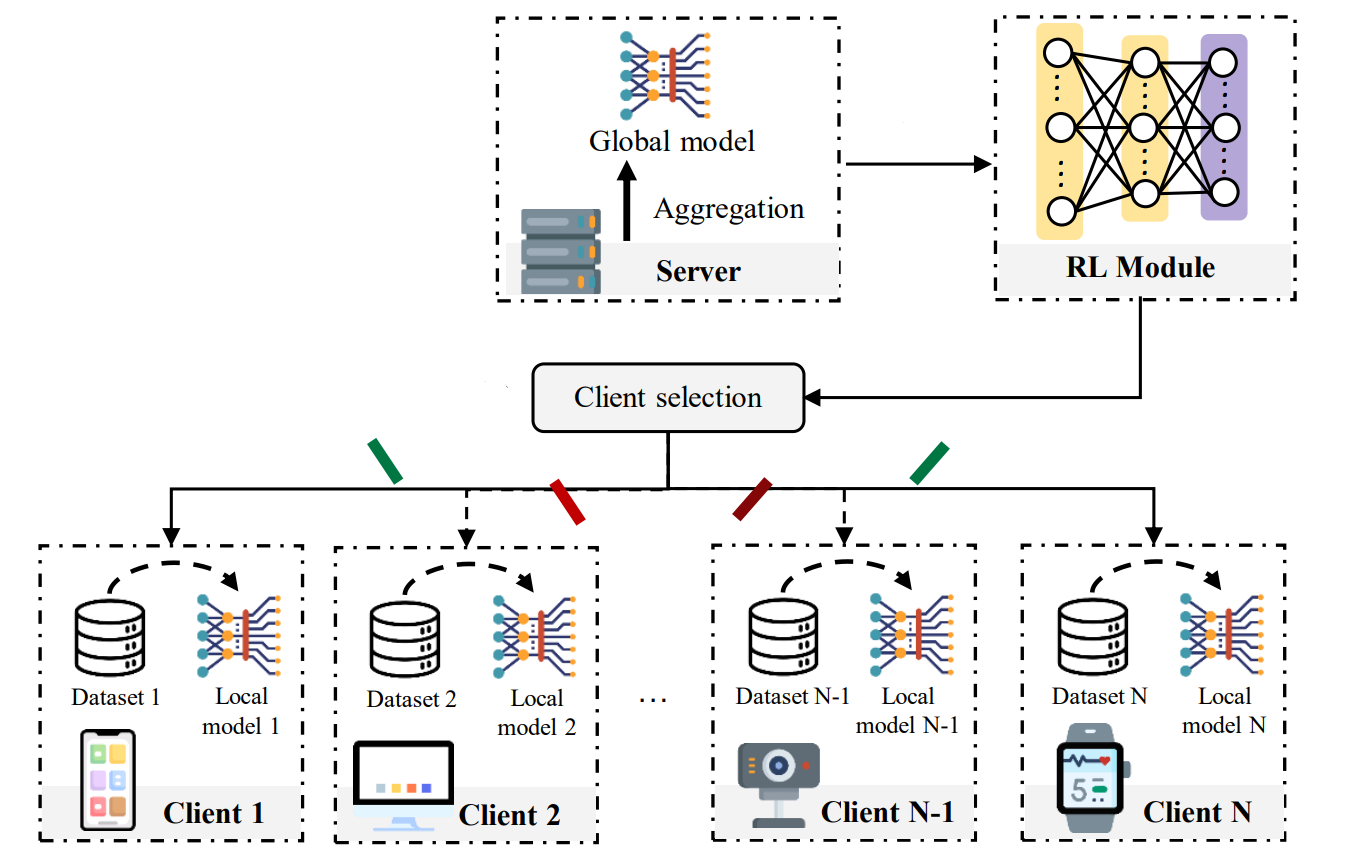 Global model
Aggregation
Server
RL Module
Client selection
Dataset 1
Local
model 1
Client 1
Dataset 2
Local
model 2
Client 2
...
Dataset N-1
Local
model N-1
Client N-1
Dataset N
Local
model N
5
Client N